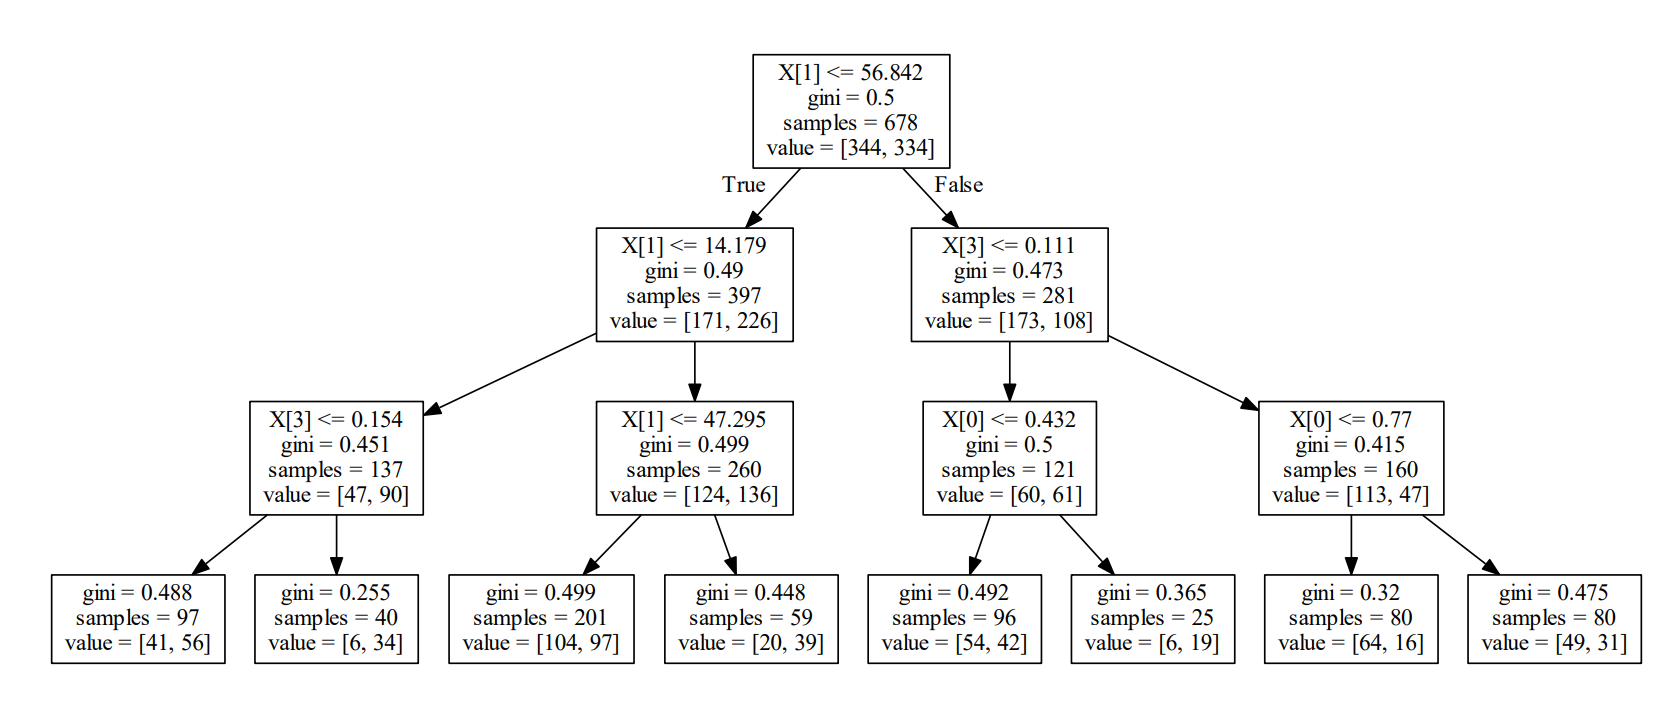 X[1] <= 56.842
gini = 0.5
samples = 678
value = [344, 334]
True
False
X[1] <= 14.179
gini = 0.49
samples = 397
value = [171, 226]
X[3] <= 0.111
gini = 0.473
samples = 281
value = [173, 108]
X[3] <= 0.154
gini = 0.451
samples = 137
value = [47, 90]
X[1] <= 47.295
gini = 0.499
samples = 260
value = [124, 136]
X[0] <= 0.432
gini = 0.5
samples = 121
value = [60, 61]
X[0] <= 0.77
gini = 0.415
samples = 160
value = [113, 47]
gini = 0.488
samples = 97
value = [41, 56]
gini = 0.255
samples = 40
value = [6, 34]
gini = 0.499
samples = 201
value = [104, 97]
gini = 0.448
samples = 59
value = [20, 39]
gini = 0.492
samples = 96
value = [54, 42]
gini = 0.365
samples = 25
value = [6, 19]
gini = 0.32
samples = 80
value = [64, 16]
gini = 0.475
samples = 80
value = [49, 31]